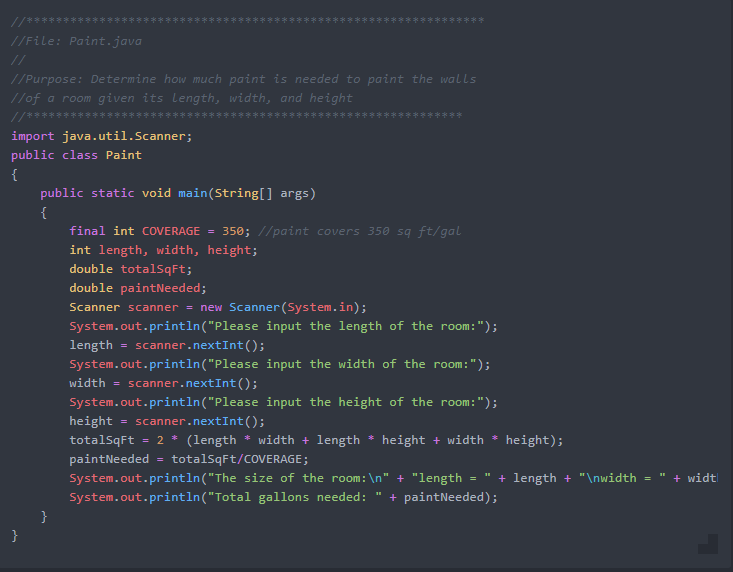 //***************************************************************
//File: Paint.java
//
//Purpose: Determine how much paint is needed to paint the walls
//of a room given its length, width, and height
//************************************************************
import java.util.Scanner;
public class Paint
{
    public static void main(String[] args)
    {
        final int COVERAGE = 350; //paint covers 350 sq ft/gal
        int length, width, height;
        double totalSqFt;
        double paintNeeded;
        Scanner scanner = new Scanner(System.in);
        System.out.println("Please input the length of the room:");
        length = scanner.nextInt();
        System.out.println("Please input the width of the room:");
        width = scanner.nextInt();
        System.out.println("Please input the height of the room:");
        height = scanner.nextInt();
        totalSqFt = 2 * (length * width + length * height + width * height);
        paintNeeded = totalSqFt/COVERAGE;
        System.out.println("The size of the room:\n" + "length = " + length + "\nwidth = " + widt
        System.out.println("Total gallons needed: " + paintNeeded);
    }
}